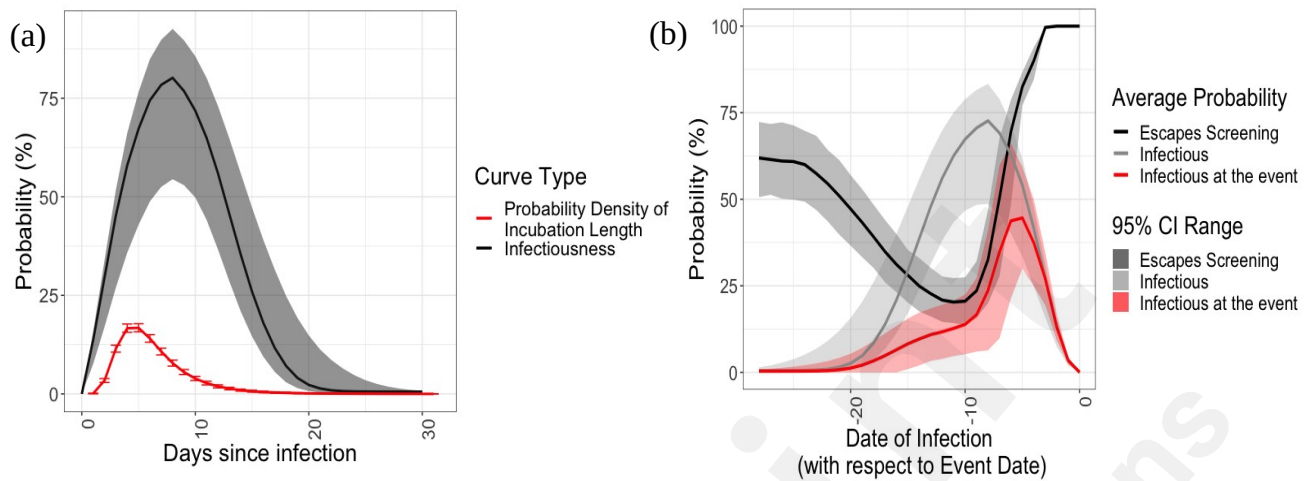 (a)
Probability (%)
75
50
25
0
0
10
20
30
Days since infection
Curve Type
Probability Density of
Incubation Length
Infectiousness
(b)
Probability (%)
100
75
50
25
0
-20
-10
0
Date of Infection
(with respect to Event Date)
Average Probability
Escapes Screening
Infectious
Infectious at the event
95% CI Range
Escapes Screening
Infectious
Infectious at the event